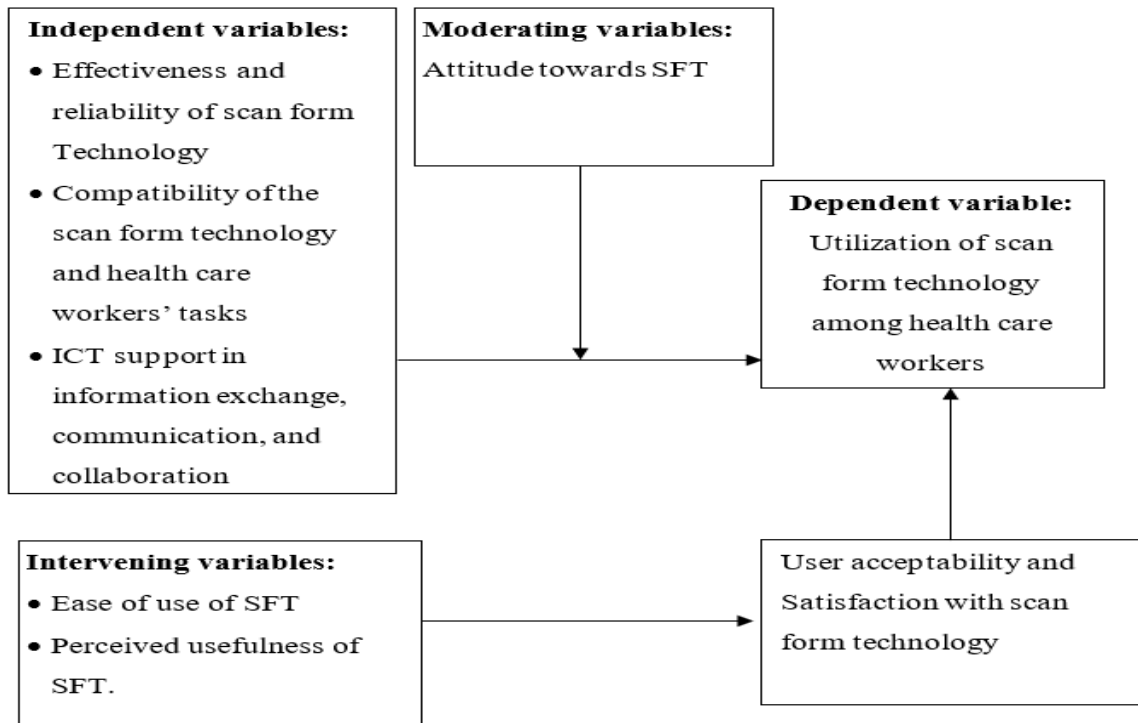 Independent variables:
• Effectiveness and
reliability of scan form
Technology
• Compatibility of the
scan form technology
and health care
workers’ tasks
• ICT support in
information exchange,
communication, and
collaboration
Moderating variables:
Attitude towards SFT
Dependent variable:
Utilization of scan
form technology
among health care
workers
Intervening variables:
• Ease of use of SFT
• Perceived usefulness of
SFT.
User acceptability and
Satisfaction with scan
form technology